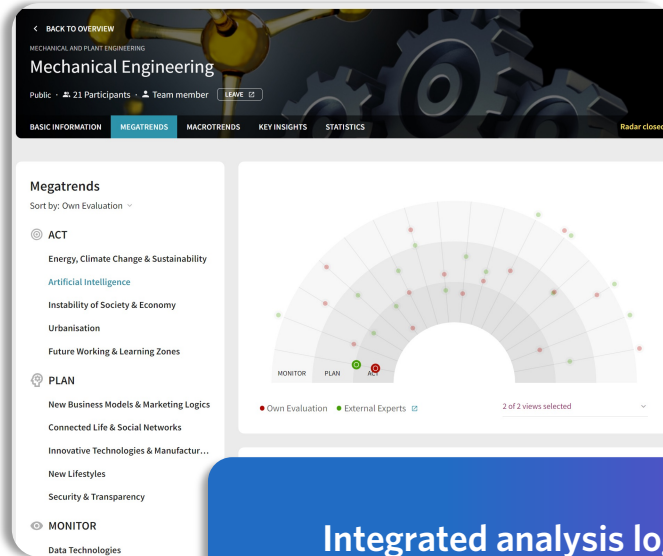 BACK TO OVERVIEW
MECHANICAL AND PLANT ENGINEERING
Mechanical Engineering
Public · 21 Participants · Team member LEAVE
BASIC INFORMATION MEGATRENDS MACROTRENDS KEY INSIGHTS STATISTICS Radar closed
Megatrends
Sort by: Own Evaluation
ACT
Energy, Climate Change & Sustainability
Artificial Intelligence
Instability of Society & Economy
Urbanisation
Future Working & Learning Zones
PLAN
New Business Models & Marketing Logics
Connected Life & Social Networks
Innovative Technologies & Manufactur...
New Lifestyles
Security & Transparency
MONITOR
Data Technologies
MONITOR PLAN ACT
Own Evaluation External Experts 2 of 2 views selected
Integrated analysis lo